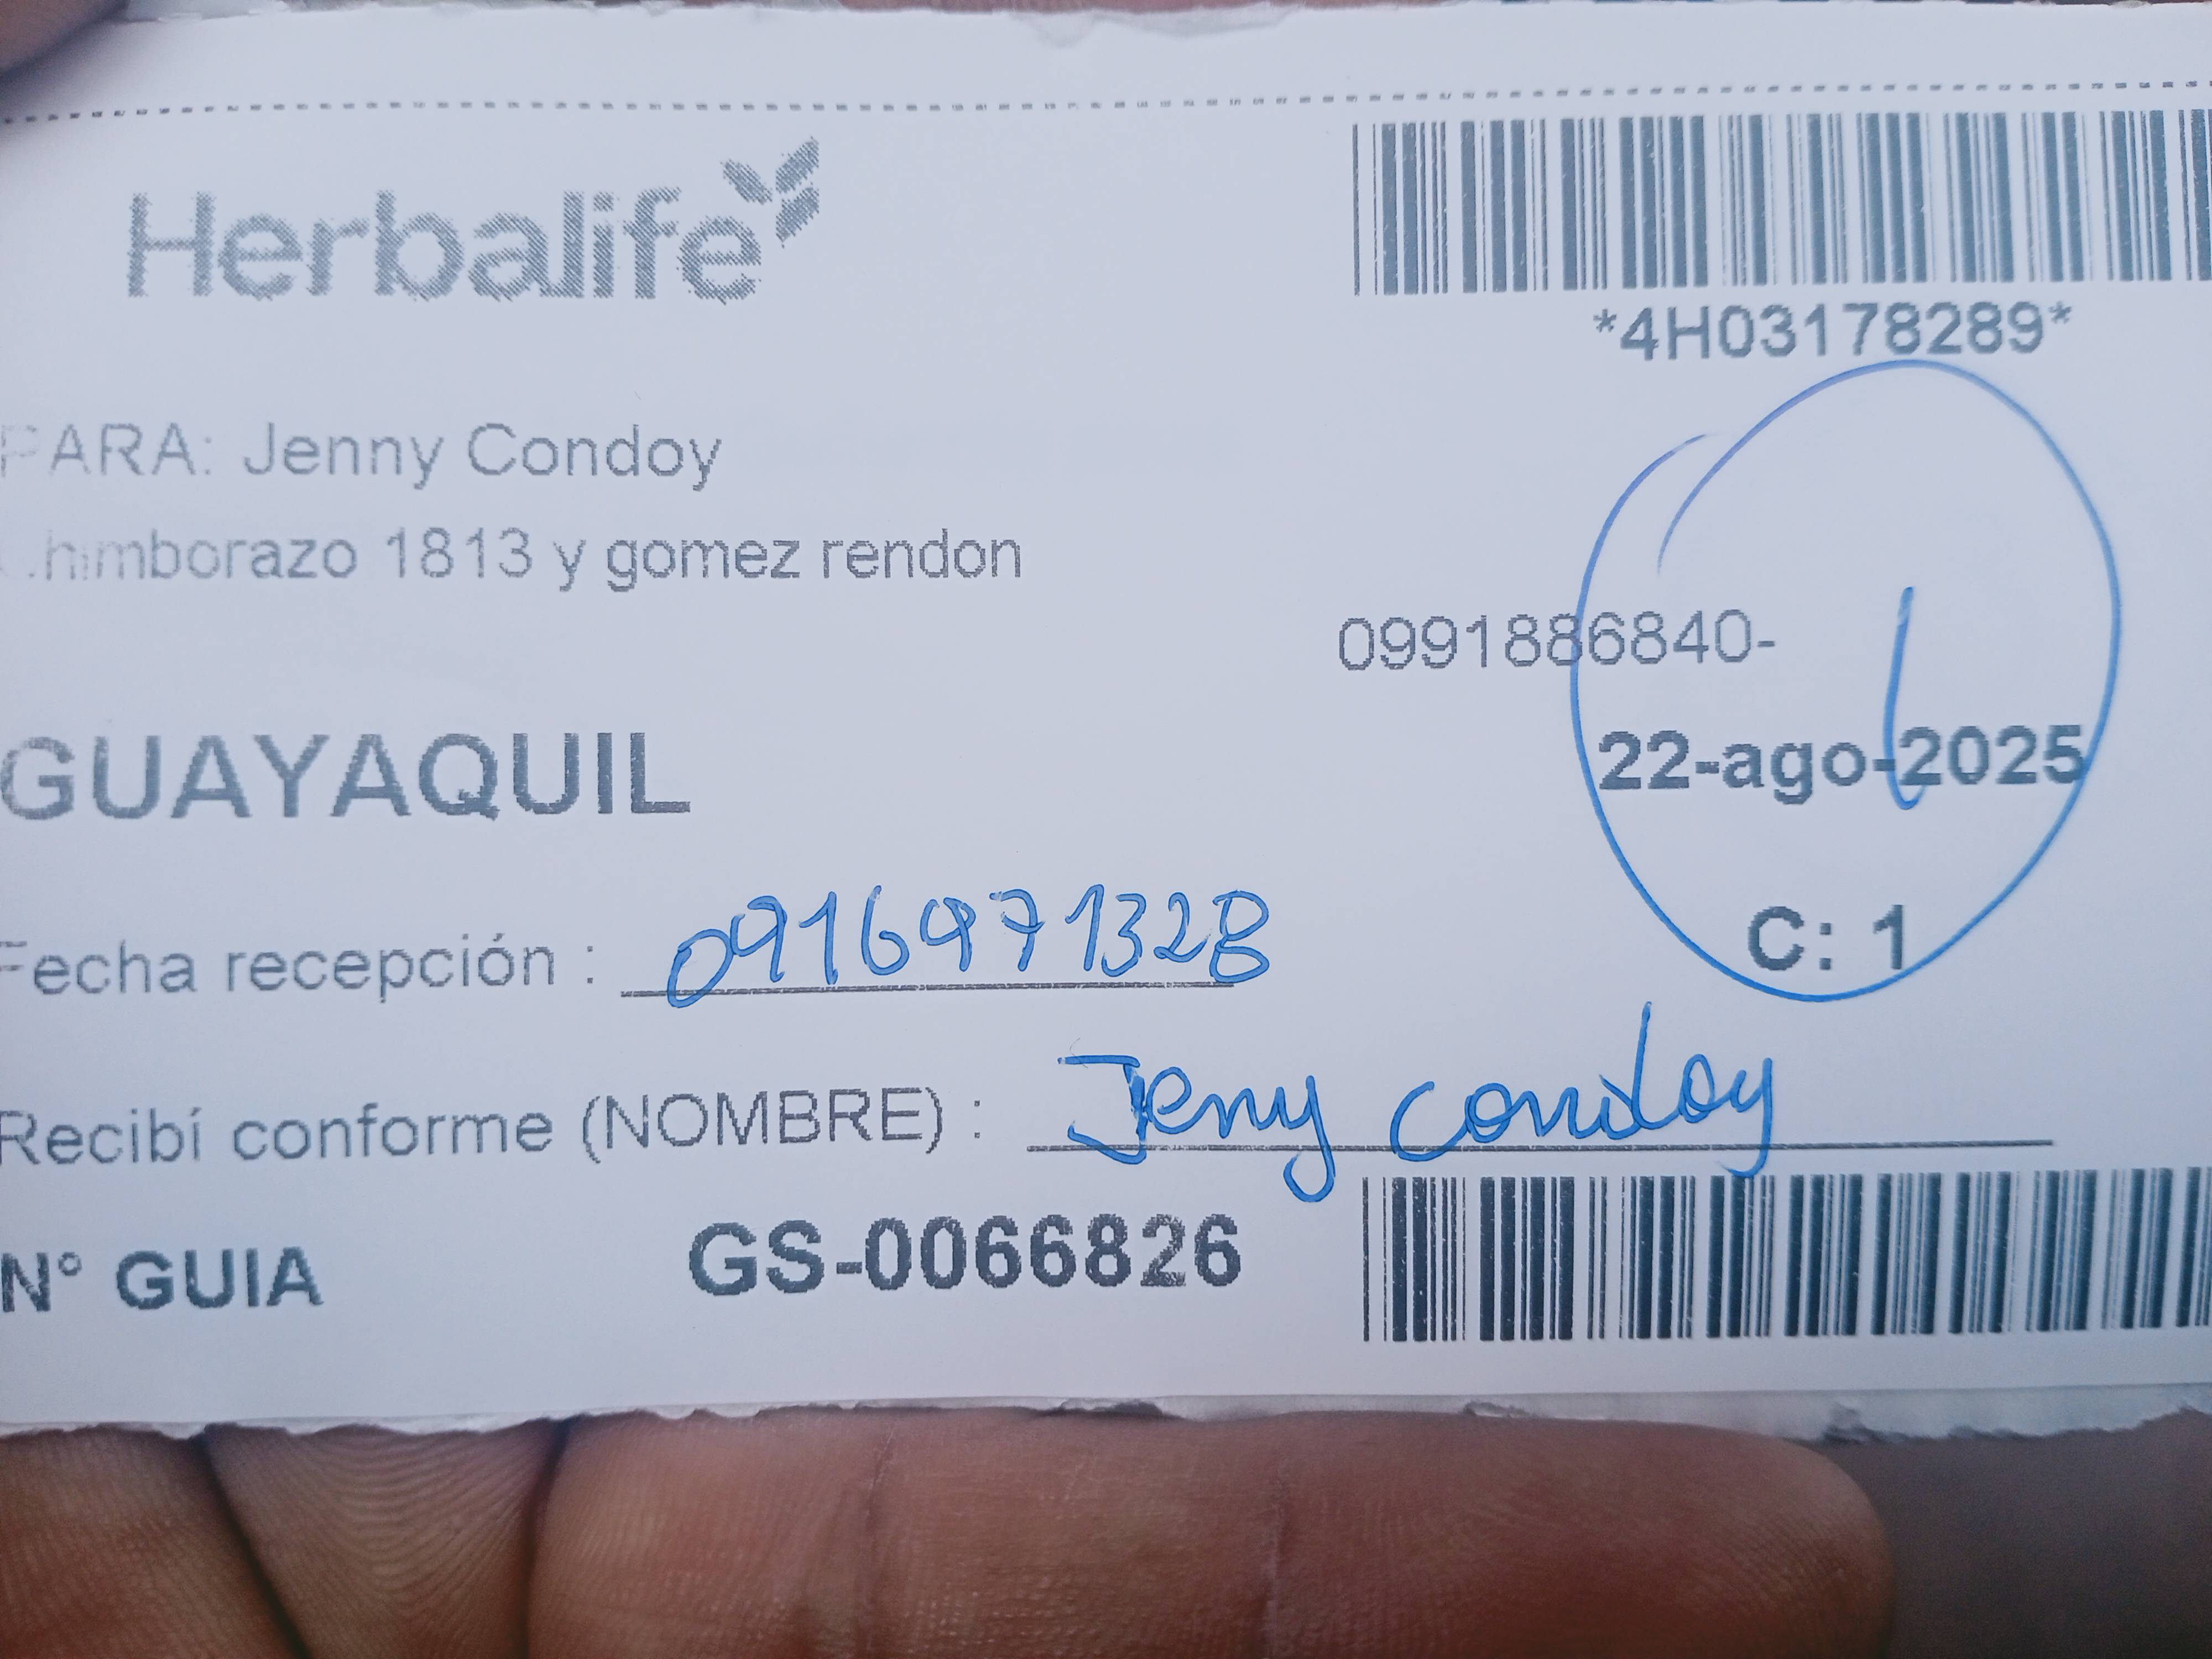 Herbalife
*4H03178289*
PARA: Jenny Condoy
himborazo 1813 y gomez rendon
0991886840-
GUAYAQUIL
22-ago-2025
Fecha recepción : 0916971328
C: 1
Recibí conforme (NOMBRE) : Jeny condoy
N° GUIA GS-0066826